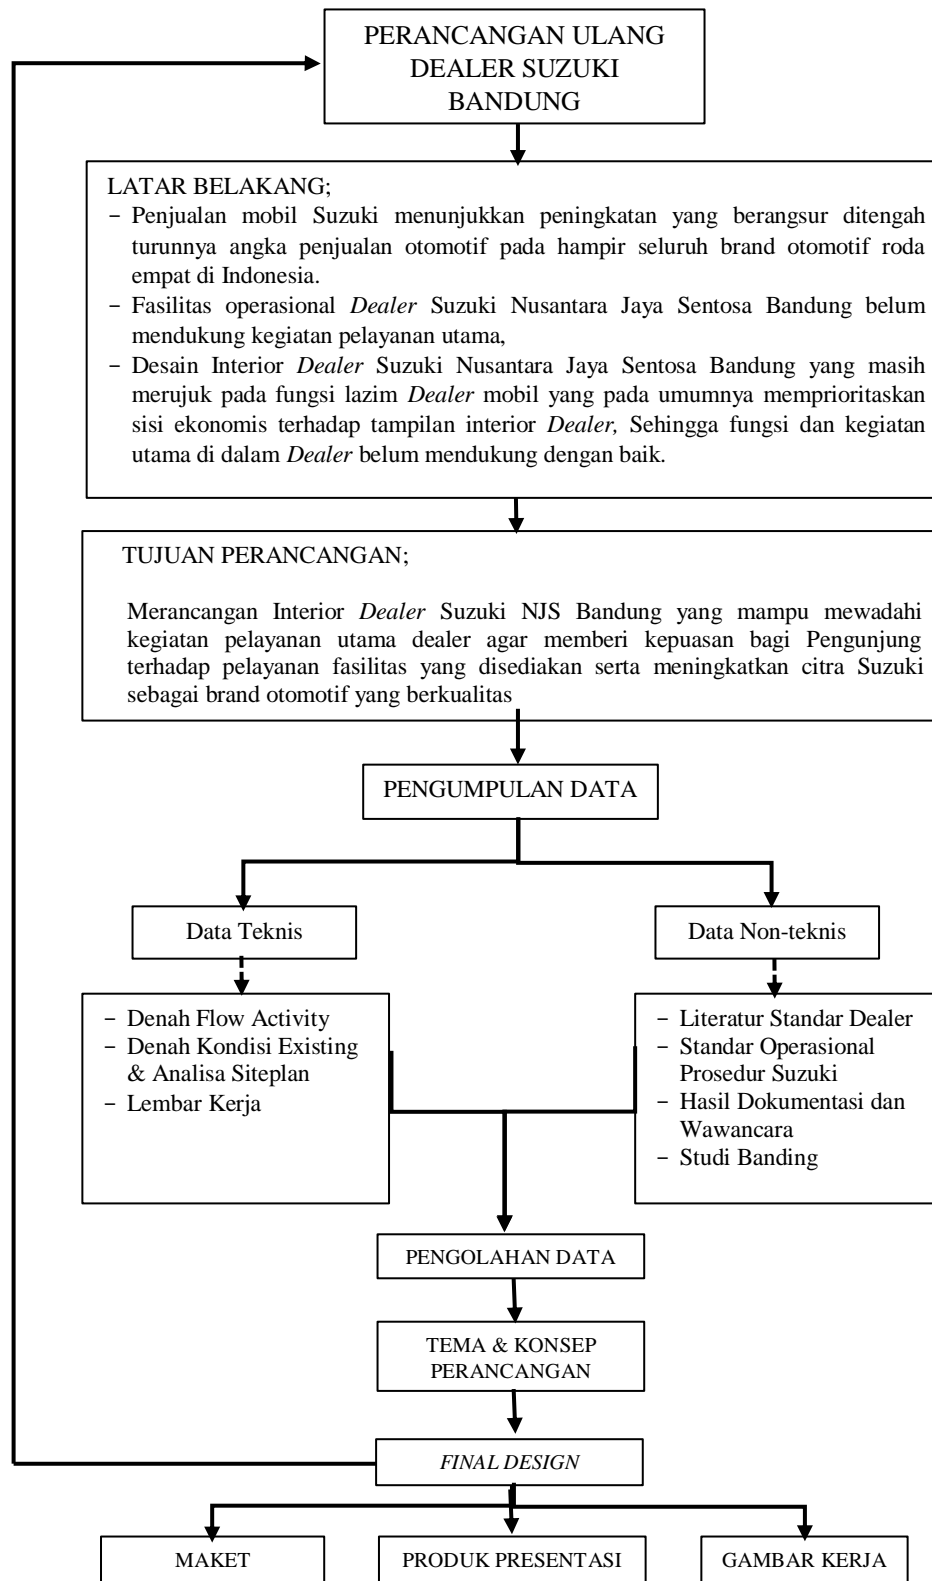 PERANCANGAN ULANG
DEALER SUZUKI
BANDUNG
LATAR BELAKANG;
- Penjualan mobil Suzuki menunjukkan peningkatan yang berangsur ditengah
turunnya angka penjualan otomotif pada hampir seluruh brand otomotif roda
empat di Indonesia.
- Fasilitas operasional Dealer Suzuki Nusantara Jaya Sentosa Bandung belum
mendukung kegiatan pelayanan utama,
- Desain Interior Dealer Suzuki Nusantara Jaya Sentosa Bandung yang masih
merujuk pada fungsi lazim Dealer mobil yang pada umumnya memprioritaskan
sisi ekonomis terhadap tampilan interior Dealer, Sehingga fungsi dan kegiatan
utama di dalam Dealer belum mendukung dengan baik.
TUJUAN PERANCANGAN;
Merancangan Interior Dealer Suzuki NJS Bandung yang mampu mewadahi
kegiatan pelayanan utama dealer agar memberi kepuasan bagi Pengunjung
terhadap pelayanan fasilitas yang disediakan serta meningkatkan citra Suzuki
sebagai brand otomotif yang berkualitas
PENGUMPULAN DATA
Data Teknis
Data Non-teknis
- Denah Flow Activity
- Denah Kondisi Existing
& Analisa Siteplan
- Lembar Kerja
- Literatur Standar Dealer
- Standar Operasional
Prosedur Suzuki
- Hasil Dokumentasi dan
Wawancara
- Studi Banding
PENGOLAHAN DATA
TEMA & KONSEP
PERANCANGAN
FINAL DESIGN
MAKET
PRODUK PRESENTASI
GAMBAR KERJA